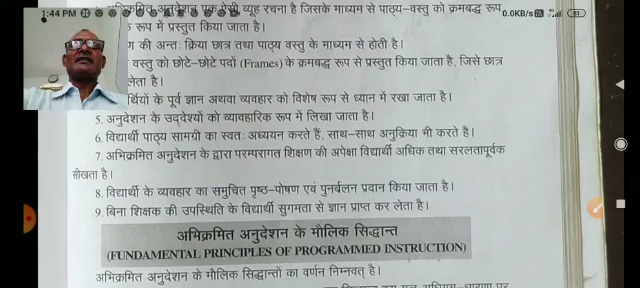 1:44 PM
0.0KB/s
अभिक्रमित अनुदेशन एक ऐसी व्यूह रचना है जिसके माध्यम से पाठ्य-वस्तु को क्रमबद्ध रूप
रूप में प्रस्तुत किया जाता है।
ण की अन्तः क्रिया छात्र तथा पाठ्य वस्तु के माध्यम से होती है।
वस्तु को छोटे-छोटे पदों (Frames) के क्रमबद्ध रूप से प्रस्तुत किया जाता है, जिसे छात्र
लेता है।
र्थियों के पूर्व ज्ञान अथवा व्यवहार को विशेष रूप से ध्यान में रखा जाता है।
5. अनुदेशन के उद्देश्यों को व्यावहारिक रूप में लिखा जाता है।
6. विद्यार्थी पाठ्य सामग्री का स्वतः अध्ययन करते हैं, साथ-साथ अनुक्रिया भी करते हैं।
7. अभिक्रमित अनुदेशन के द्वारा परम्परागत शिक्षण की अपेक्षा विद्यार्थी अधिक तथा सरलतापूर्वक
सीखता है।
8. विद्यार्थी के व्यवहार का समुचित पृष्ठ-पोषण एवं पुनर्बलन प्रदान किया जाता है।
9. बिना शिक्षक की उपस्थिति के विद्यार्थी सुगमता से ज्ञान प्राप्त कर लेता है।
अभिक्रमित अनुदेशन के मौलिक सिद्धान्त
(FUNDAMENTAL PRINCIPLES OF PROGRAMMED INSTRUCTION)
अभिक्रमित अनुदेशन के मौलिक सिद्धान्तों का वर्णन निम्नवत् है।